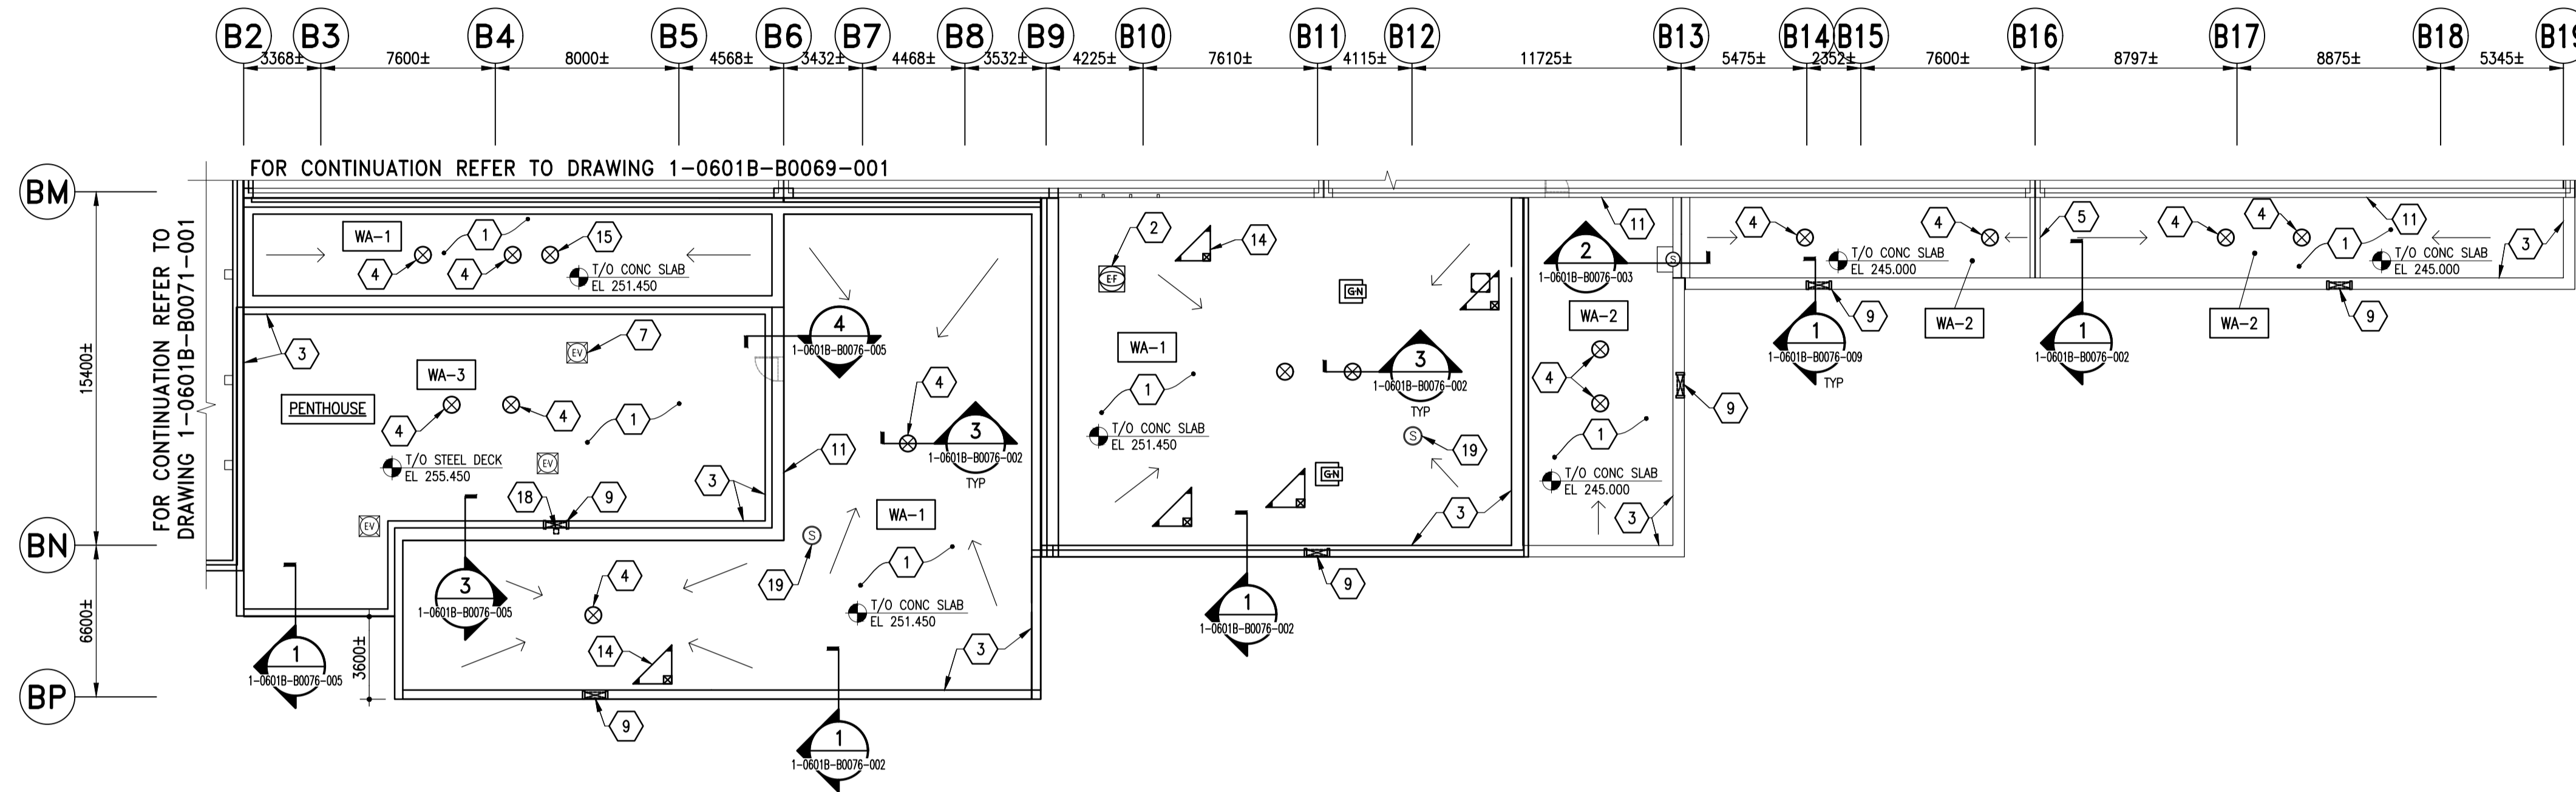 B2 B3 B4 B5 B6 B7 B8 B9 B10 B11 B12 B13 B14 B15 B16 B17 B18 B19
3368± 7600± 8000± 4568± 3432± 4468± 3532± 4225± 7610± 4115± 11725± 5475± 2352± 7600± 8797± 8875± 5345±
FOR CONTINUATION REFER TO DRAWING 1-0601B-B0069-001
BM
BN
BP
15400±
6600±
3600±
FOR CONTINUATION REFER TO
DRAWING 1-0601B-B0071-001
WA-1
1
15
4
4
T/O CONC SLAB
EL 251.450
3
7
EV
WA-3
PENTHOUSE
4
4
1
T/O STEEL DECK
EL 255.450
EV
3
18
9
EV
4
1-0601B-B0076-005
4
11
3
1-0601B-B0076-002
TYP
WA-1
S
19
1
T/O CONC SLAB
EL 251.450
3
1-0601B-B0076-005
4
14
3
1
1-0601B-B0076-005
9
1
1-0601B-B0076-002
2
14
EF
GN
WA-1
1
3
1-0601B-B0076-002
TYP
T/O CONC SLAB
EL 251.450
S
19
GN
3
9
1
1-0601B-B0076-002
2
1-0601B-B0076-003
11
S
WA-2
4
9
1
T/O CONC SLAB
EL 245.000
3
4
4
T/O CONC SLAB
EL 245.000
9
WA-2
1
1-0601B-B0076-009
TYP
5
4
4
11
1
3
T/O CONC SLAB
EL 245.000
1
1-0601B-B0076-002
WA-2
9